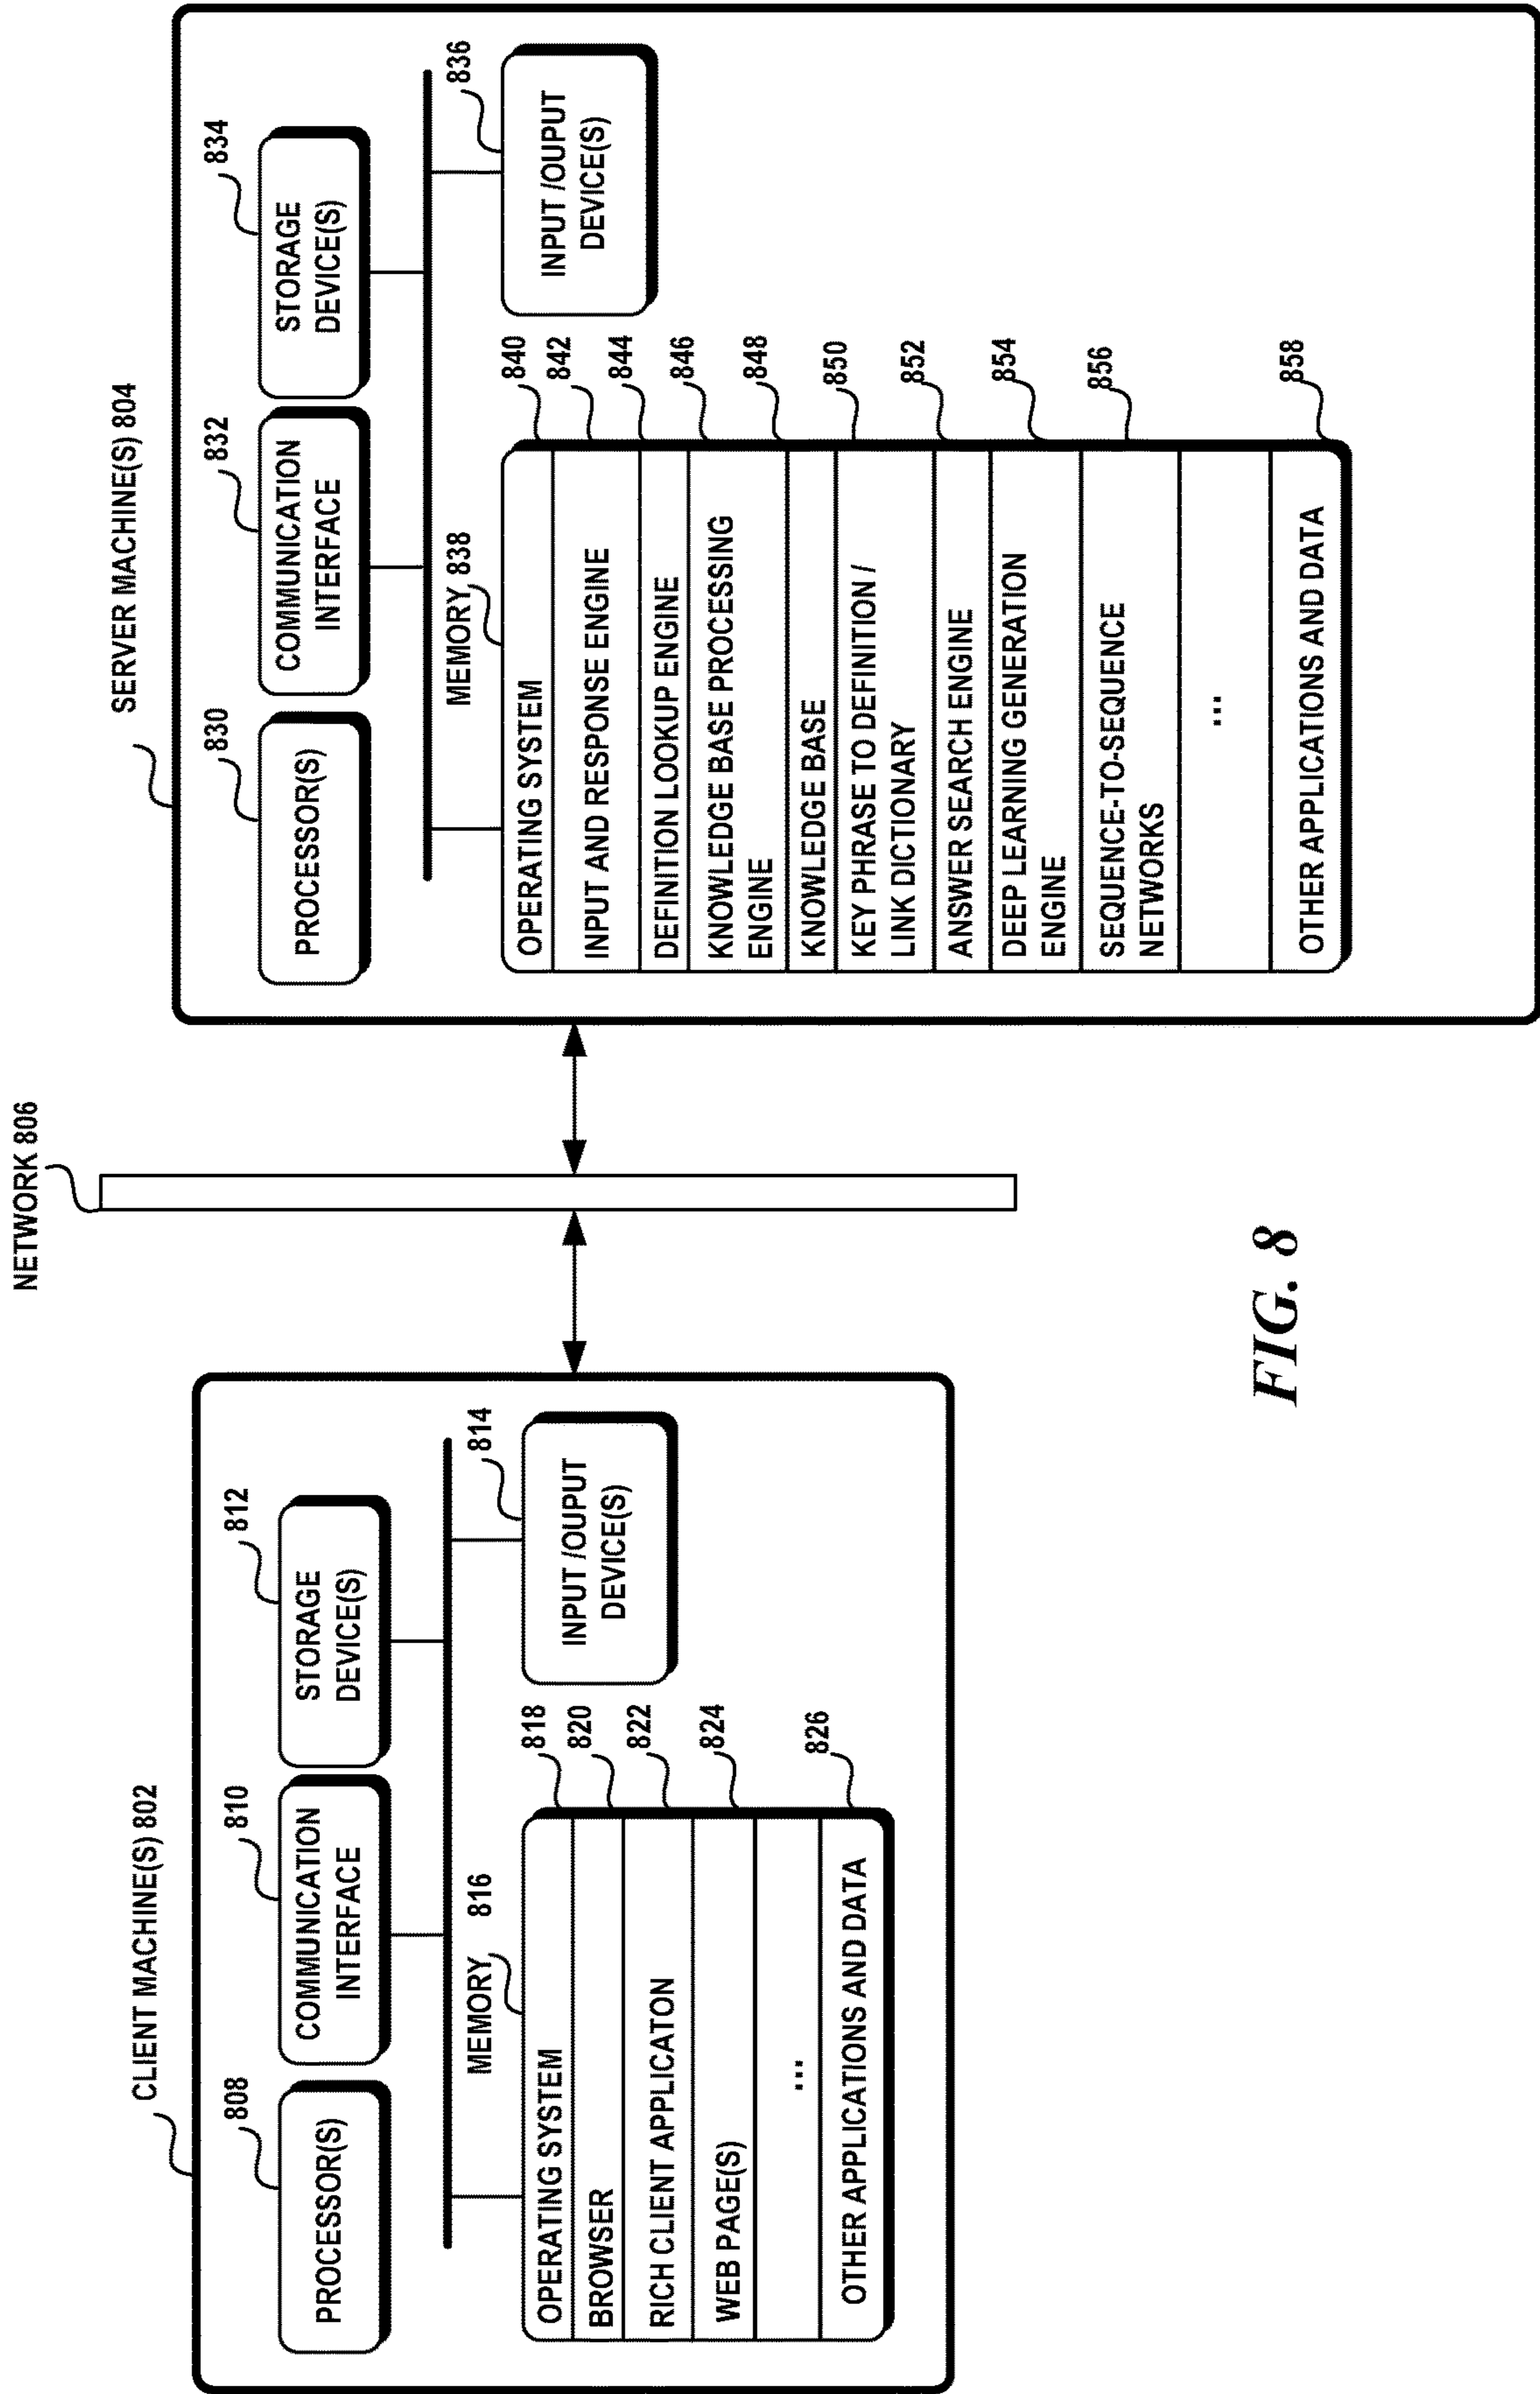 NETWORK 806
CLIENT MACHINE(S) 802
808
810
812
PROCESSOR(S)
COMMUNICATION
INTERFACE
STORAGE
DEVICE(S)
MEMORY
816
814
OPERATING SYSTEM
818
BROWSER
820
RICH CLIENT APPLICATON
822
WEB PAGE(S)
824
...
OTHER APPLICATIONS AND DATA
826
INPUT /OUPUT
DEVICE(S)
SERVER MACHINE(S) 804
830
832
834
PROCESSOR(S)
COMMUNICATION
INTERFACE
STORAGE
DEVICE(S)
MEMORY 838
836
OPERATING SYSTEM
840
INPUT AND RESPONSE ENGINE
842
DEFINITION LOOKUP ENGINE
844
KNOWLEDGE BASE PROCESSING
ENGINE
846
KNOWLEDGE BASE
848
KEY PHRASE TO DEFINITION /
LINK DICTIONARY
850
ANSWER SEARCH ENGINE
852
DEEP LEARNING GENERATION
ENGINE
854
SEQUENCE-TO-SEQUENCE
NETWORKS
856
...
OTHER APPLICATIONS AND DATA
858
INPUT /OUPUT
DEVICE(S)
FIG. 8